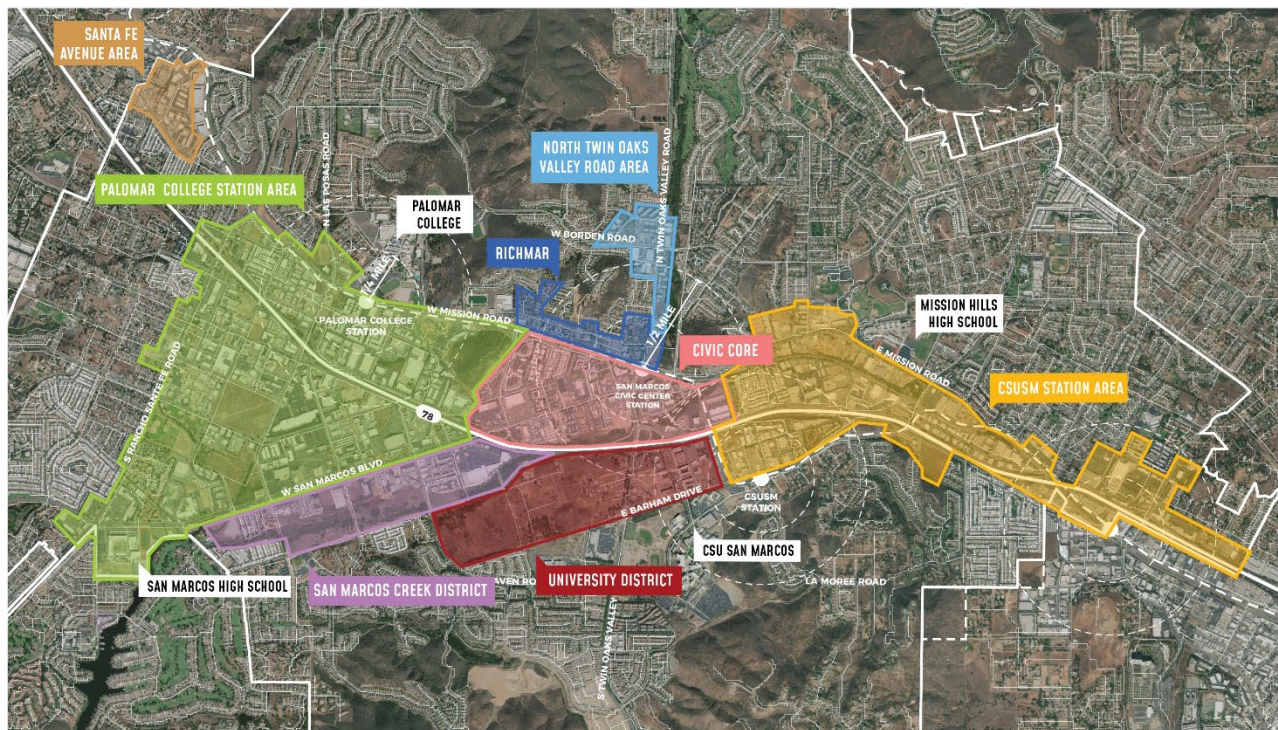 SANTA FE
AVENUE AREA
PALOMAR COLLEGE STATION AREA
N LAS POSAS ROAD
PALOMAR
COLLEGE
1/4 MILE
NORTH TWIN OAKS
VALLEY ROAD AREA
N TWIN OAKS VALLEY ROAD
W BORDEN ROAD
RICHMAR
W MISSION ROAD
PALOMAR COLLEGE
STATION
1/2 MILE
CIVIC CORE
MISSION HILLS
HIGH SCHOOL
E MISSION ROAD
CSUSM STATION AREA
SAN MARCOS
CIVIC CENTER
STATION
S RANCHO SANTA FE ROAD
78
W SAN MARCOS BLVD
E BARHAM DRIVE
CSUSM
STATION
CSU SAN MARCOS
SAN MARCOS HIGH SCHOOL
SAN MARCOS CREEK DISTRICT
UNIVERSITY DISTRICT
LA MOREE ROAD
S TWIN OAKS VALLEY